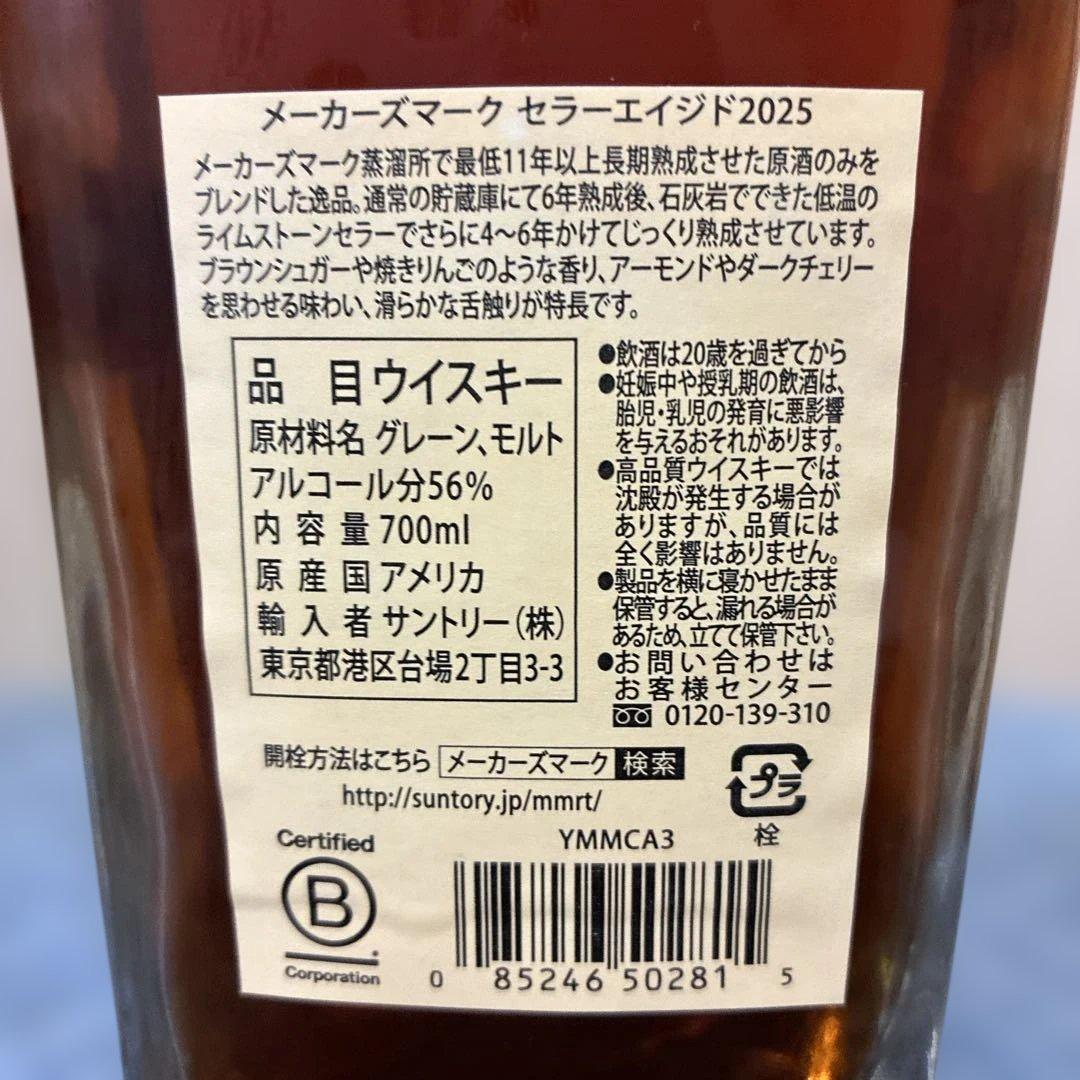 メーカーズマーク セラーエイジド2025
メーカーズマーク蒸溜所で最低11年以上長期熟成させた原酒のみを
ブレンドした逸品。通常の貯蔵庫にて6年熟成後、石灰岩でできた低温の
ライムストーンセラーでさらに4〜6年かけてじっくり熟成させています。
ブラウンシュガーや焼きりんごのような香り、アーモンドやダークチェリー
を思わせる味わい、滑らかな舌触りが特長です。
品 目 ウイスキー
原材料名 グレーン、モルト
アルコール分56%
内容量 700ml
原産国 アメリカ
輸入者 サントリー(株)
東京都港区台場2丁目3-3
●飲酒は20歳を過ぎてから
●妊娠中や授乳期の飲酒は、
胎児・乳児の発育に悪影響
を与えるおそれがあります。
●高品質ウイスキーでは
沈殿が発生する場合が
ありますが、品質には
全く影響はありません。
●製品を横に寝かせたまま
保管すると、漏れる場合が
あるため、立てて保管下さい。
●お問い合わせは
お客様センター
0120-139-310
開栓方法はこちら メーカーズマーク 検索
http://suntory.jp/mmrt/
プラ
栓
Certified
B
Corporation
YMMCA3
0 85246 50281 5